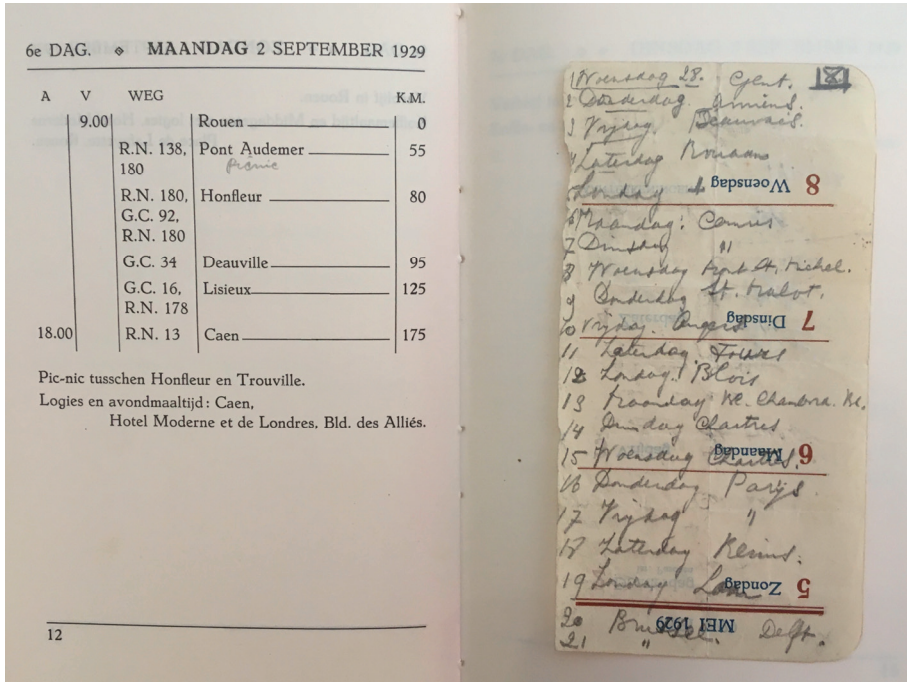 6e DAG. ❖ MAANDAG 2 SEPTEMBER 1929
A V WEG K.M.
9.00 Rouen 0
R.N. 138, Pont Audemer 55
180 Picnic
R.N. 180, Honfleur 80
G.C. 92,
R.N. 180
G.C. 34 Deauville 95
G.C. 16, Lisieux 125
R.N. 178
18.00 R.N. 13 Caen 175
Pic-nic tusschen Honfleur en Trouville.
Logies en avondmaaltijd: Caen,
Hotel Moderne et de Londres, Bld. des Alliés.
12
1 Woensdag 28. Gent. 8
2 Donderdag Amiens.
3 Vrijdag Beauvais.
4 Zaterdag Rouaan
5 Zondag
8 Woensdag
6 Maandag:
7 Dinsdag "
8 Woensdag Mont St. Michel.
9 Donderdag St. Malo
7 Dinsdag
10 Vrijdag. Angers
11 Zaterdag Tours
12 Zondag: Blois
13 Maandag
14 Dinsdag Chartres
6 Maandag
15 Woensdag Chartres.
16 Donderdag Parijs.
17 Vrijdag "
18 Zaterdag Reims.
19 Zondag Laon
5 Zondag
MEI 1929
20 Brussel. Delft.
21 "